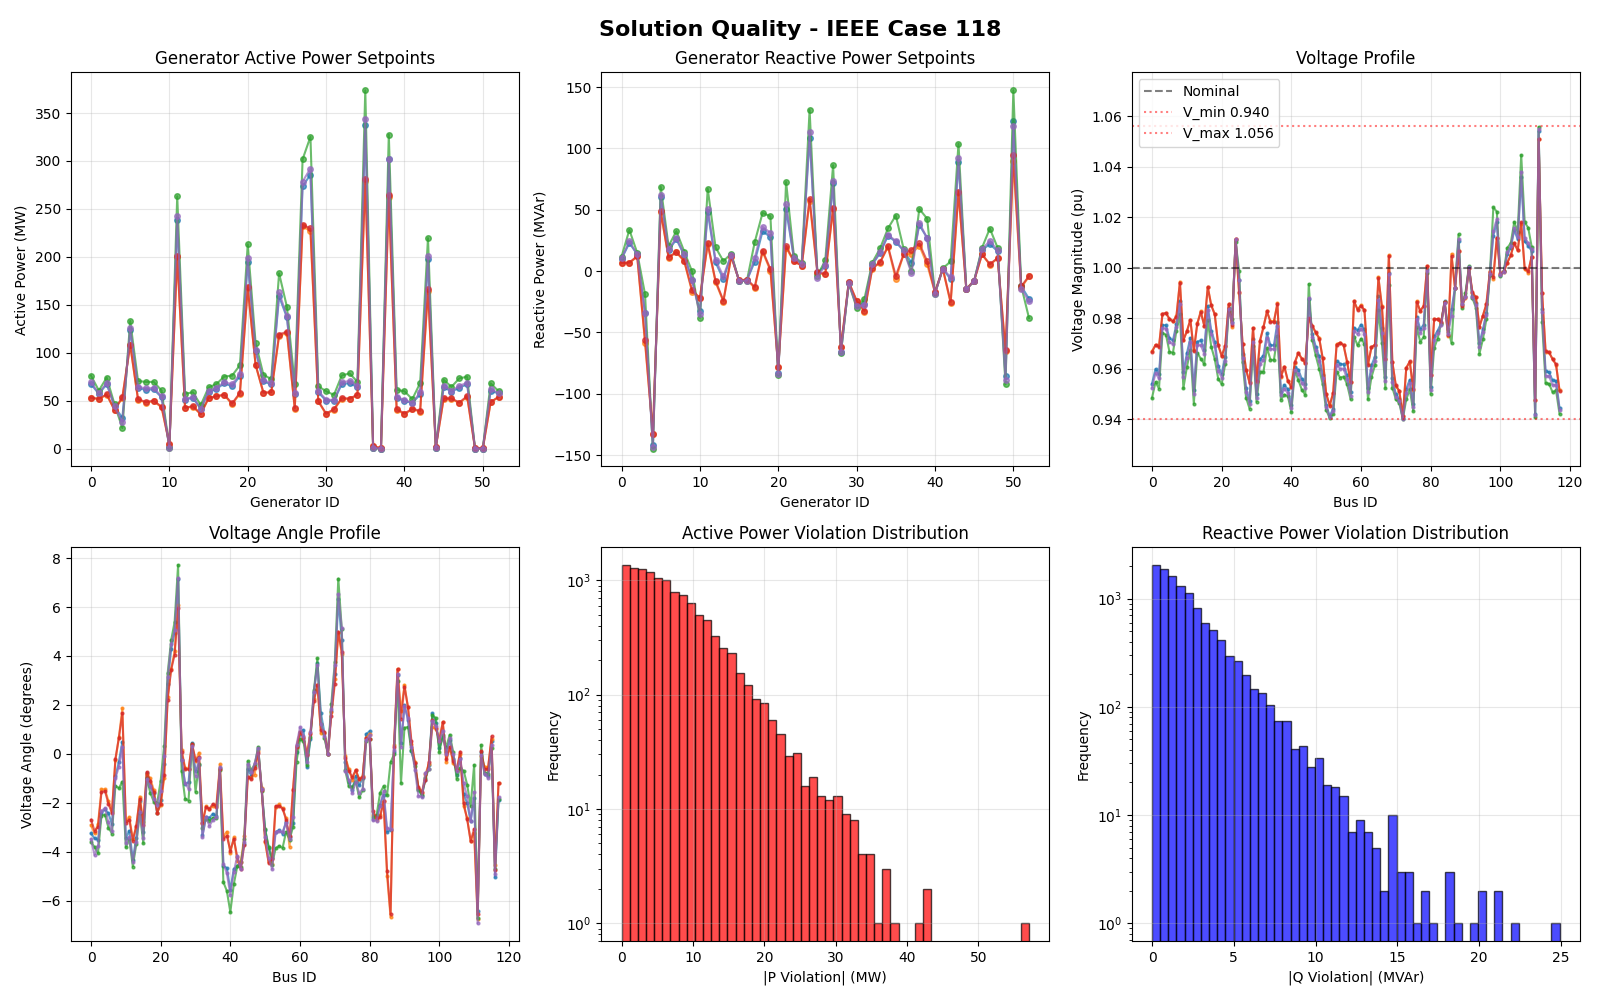 Solution Quality - IEEE Case 118
Generator Active Power Setpoints
Active Power (MW)
350
300
250
200
150
100
50
0
0 10 20 30 40 50
Generator ID
Generator Reactive Power Setpoints
Reactive Power (MVAr)
150
100
50
0
−50
−100
−150
0 10 20 30 40 50
Generator ID
Voltage Profile
Nominal
V_min 0.940
V_max 1.056
Voltage Magnitude (pu)
1.06
1.04
1.02
1.00
0.98
0.96
0.94
0 20 40 60 80 100 120
Bus ID
Voltage Angle Profile
Voltage Angle (degrees)
8
6
4
2
0
−2
−4
−6
0 20 40 60 80 100 120
Bus ID
Active Power Violation Distribution
Frequency
10³
10²
10¹
10⁰
0 10 20 30 40 50
|P Violation| (MW)
Reactive Power Violation Distribution
Frequency
10³
10²
10¹
10⁰
0 5 10 15 20 25
|Q Violation| (MVAr)